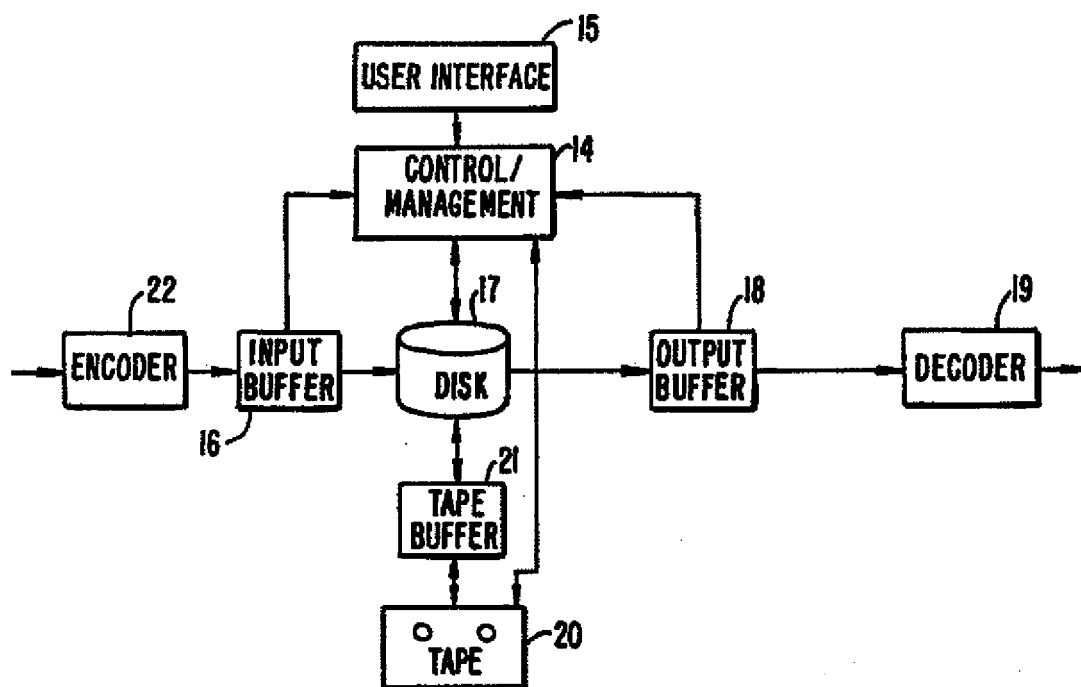 15
USER INTERFACE
14
CONTROL/
MANAGEMENT
22
ENCODER
INPUT
BUFFER
16
17
DISK
18
OUTPUT
BUFFER
19
DECODER
21
TAPE
BUFFER
20
TAPE